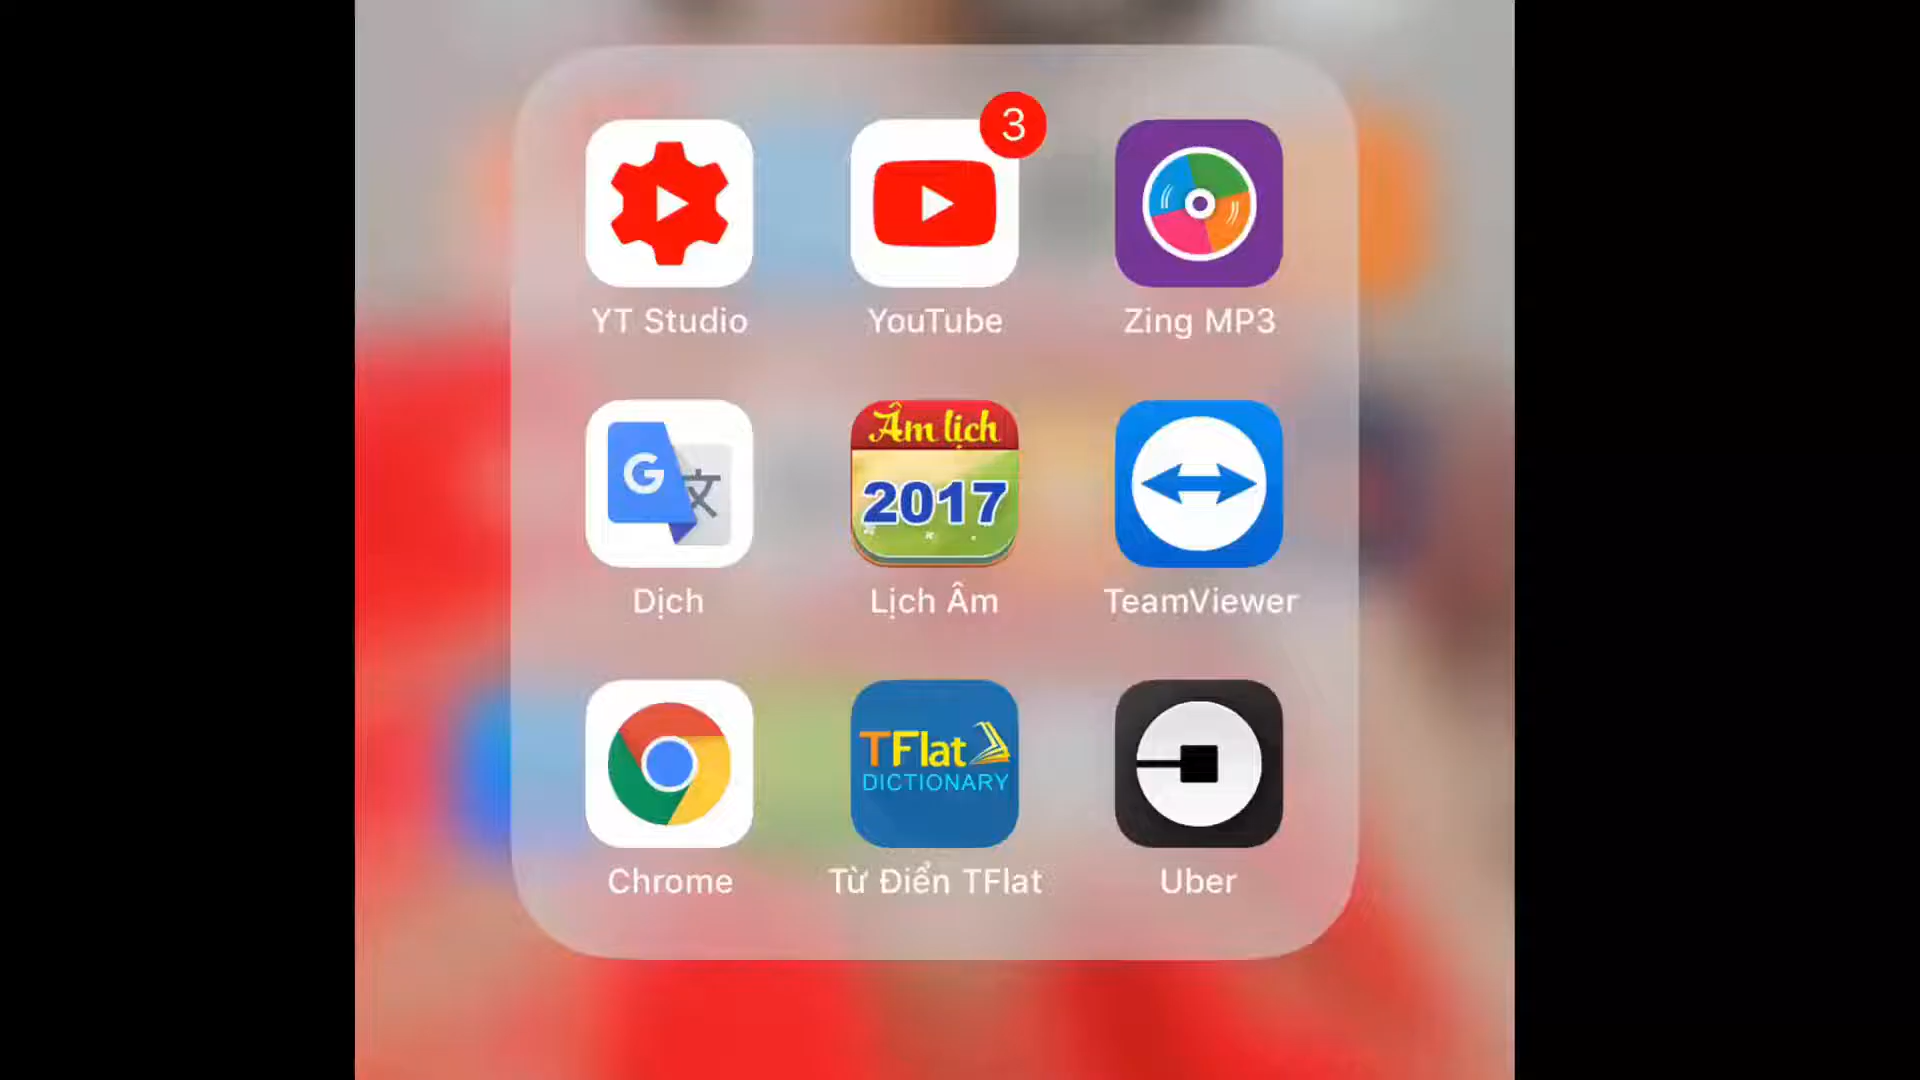 3
YT Studio
YouTube
Zing MP3
G 文
Âm lịch
2017
Dịch
Lịch Âm
TeamViewer
TFlat
DICTIONARY
Chrome
Từ Điển TFlat
Uber